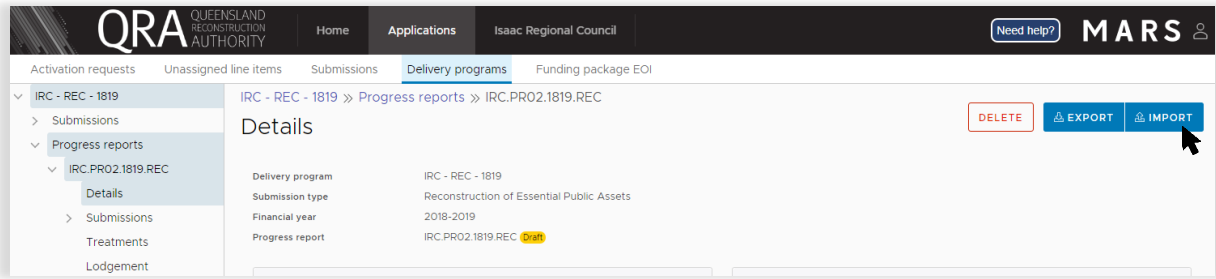 QRA QUEENSLAND RECONSTRUCTION AUTHORITY
Home Applications Isaac Regional Council Need help? MARS
Activation requests Unassigned line items Submissions Delivery programs Funding package EOI
IRC - REC - 1819
Submissions
Progress reports
IRC.PR02.1819.REC
Details
Submissions
Treatments
Lodgement
IRC - REC - 1819 >> Progress reports >> IRC.PR02.1819.REC
Details
DELETE EXPORT IMPORT
Delivery program IRC - REC - 1819
Submission type Reconstruction of Essential Public Assets
Financial year 2018-2019
Progress report IRC.PR02.1819.REC Draft